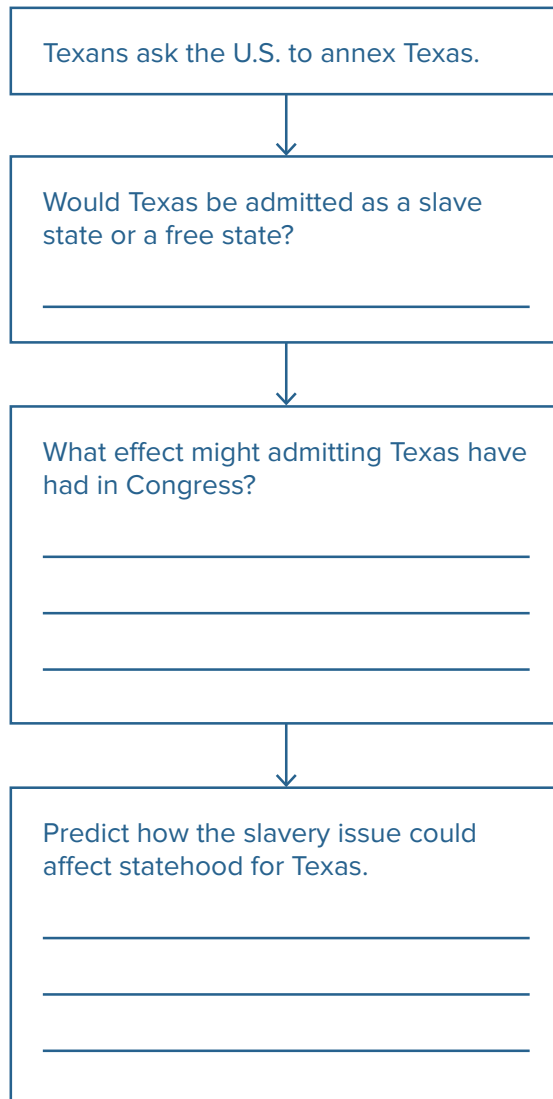 Texans ask the U.S. to annex Texas.
Would Texas be admitted as a slave
state or a free state?
What effect might admitting Texas have
had in Congress?
Predict how the slavery issue could
affect statehood for Texas.